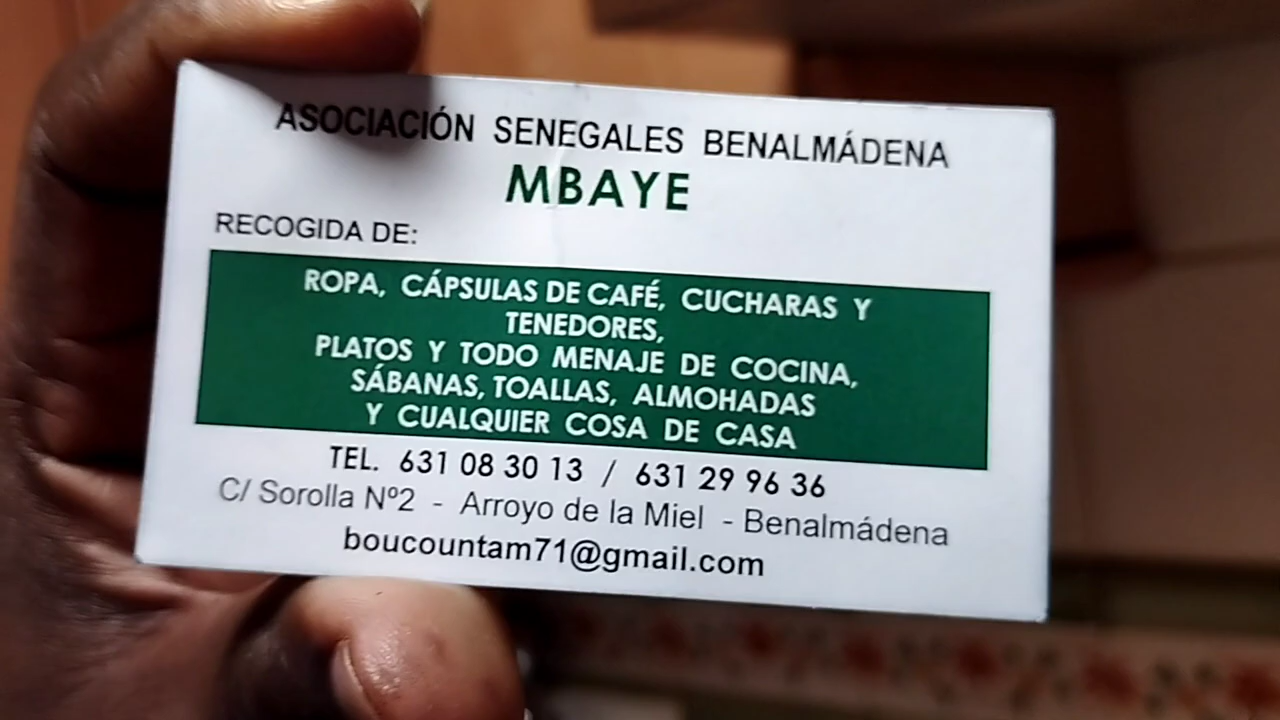 ASOCIACIÓN SENEGALES BENALMÁDENA
MBAYE
RECOGIDA DE:
ROPA, CÁPSULAS DE CAFÉ, CUCHARAS Y
TENEDORES,
PLATOS Y TODO MENAJE DE COCINA,
SÁBANAS, TOALLAS, ALMOHADAS
Y CUALQUIER COSA DE CASA
TEL. 631 08 30 13 / 631 29 96 36
C/ Sorolla Nº2 - Arroyo de la Miel - Benalmádena
boucountam71@gmail.com